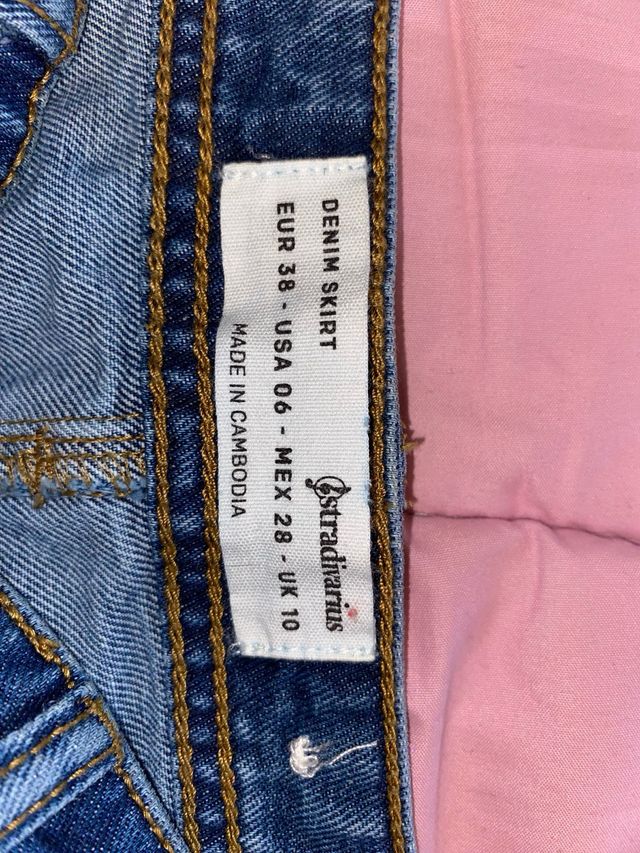 Stradivarius
DENIM SKIRT
EUR 38 - USA 06 - MEX 28 - UK 10
MADE IN CAMBODIA